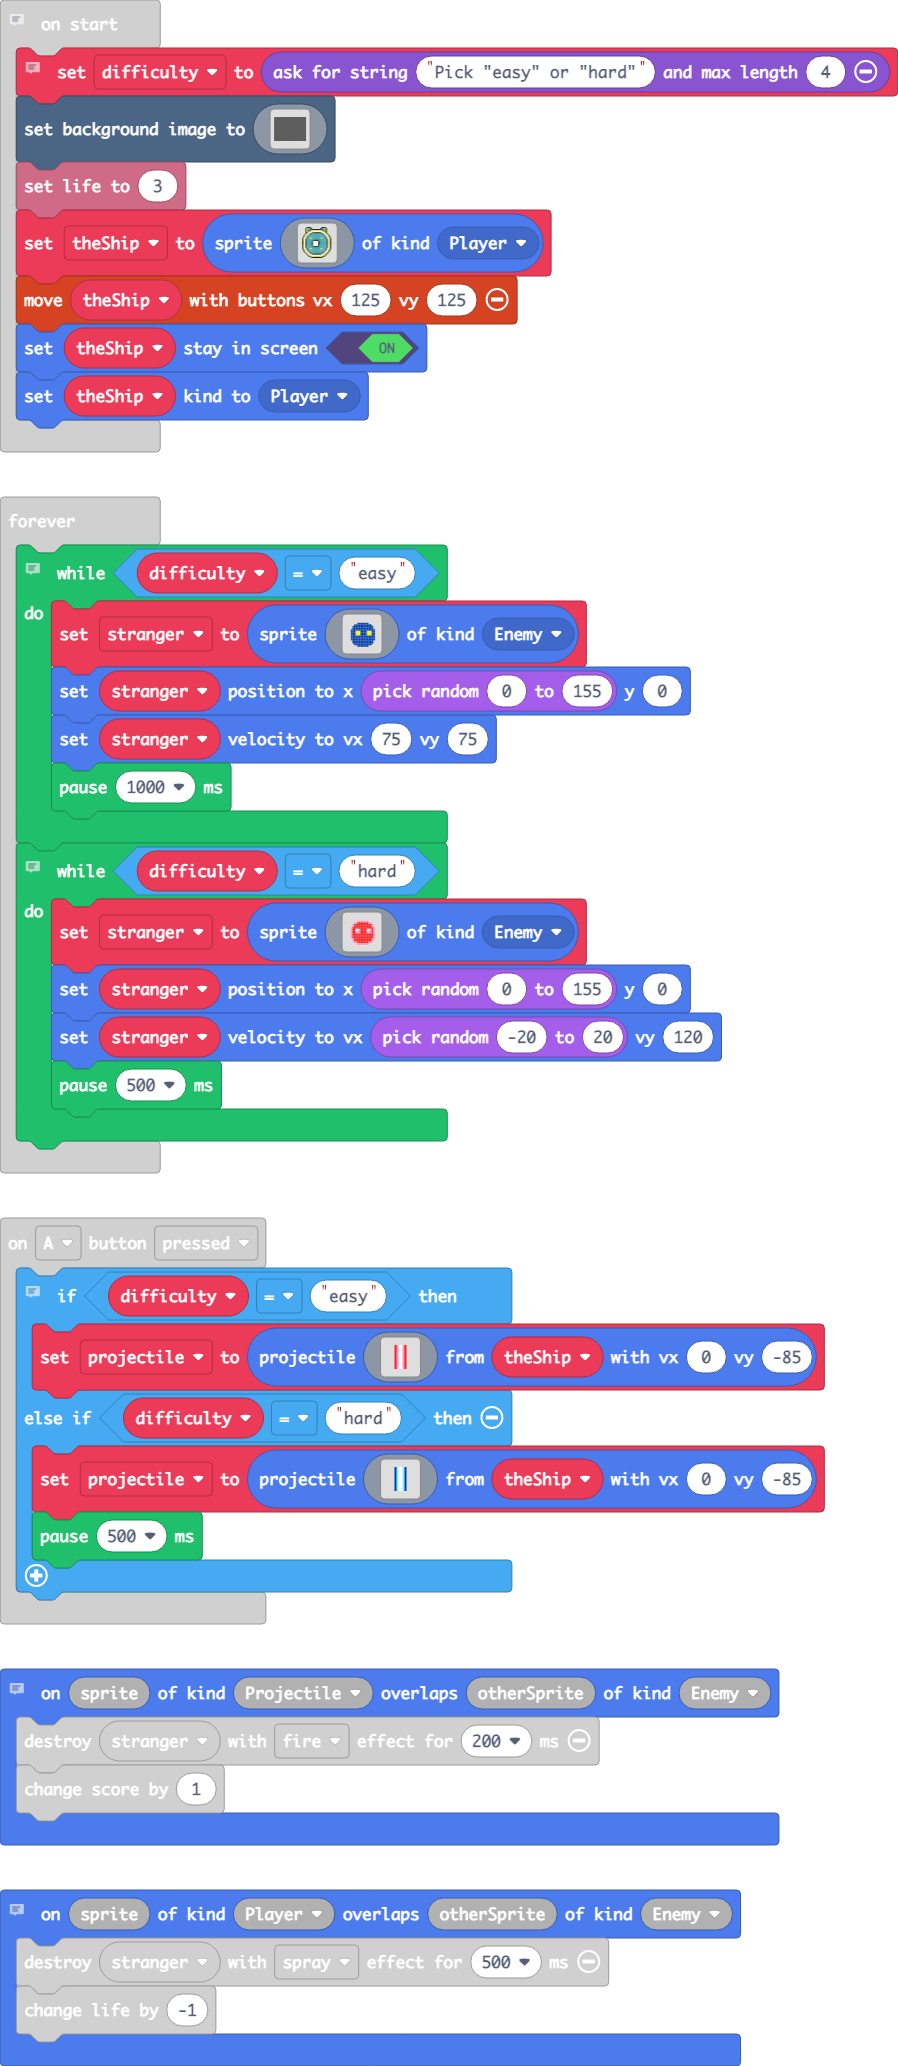 on start
set difficulty to ask for string "Pick "easy" or "hard"" and max length 4
set background image to
set life to 3
set theShip to sprite of kind Player
move theShip with buttons vx 125 vy 125
set theShip stay in screen ON
set theShip kind to Player
forever
while difficulty = "easy"
do
set stranger to sprite of kind Enemy
set stranger position to x pick random 0 to 155 y 0
set stranger velocity to vx 75 vy 75
pause 1000 ms
while difficulty = "hard"
do
set stranger to sprite of kind Enemy
set stranger position to x pick random 0 to 155 y 0
set stranger velocity to vx pick random -20 to 20 vy 120
pause 500 ms
on A button pressed
if difficulty = "easy" then
set projectile to projectile from theShip with vx 0 vy -85
else if difficulty = "hard" then
set projectile to projectile from theShip with vx 0 vy -85
pause 500 ms
on sprite of kind Projectile overlaps otherSprite of kind Enemy
destroy stranger with fire effect for 200 ms
change score by 1
on sprite of kind Player overlaps otherSprite of kind Enemy
destroy stranger with spray effect for 500 ms
change life by -1